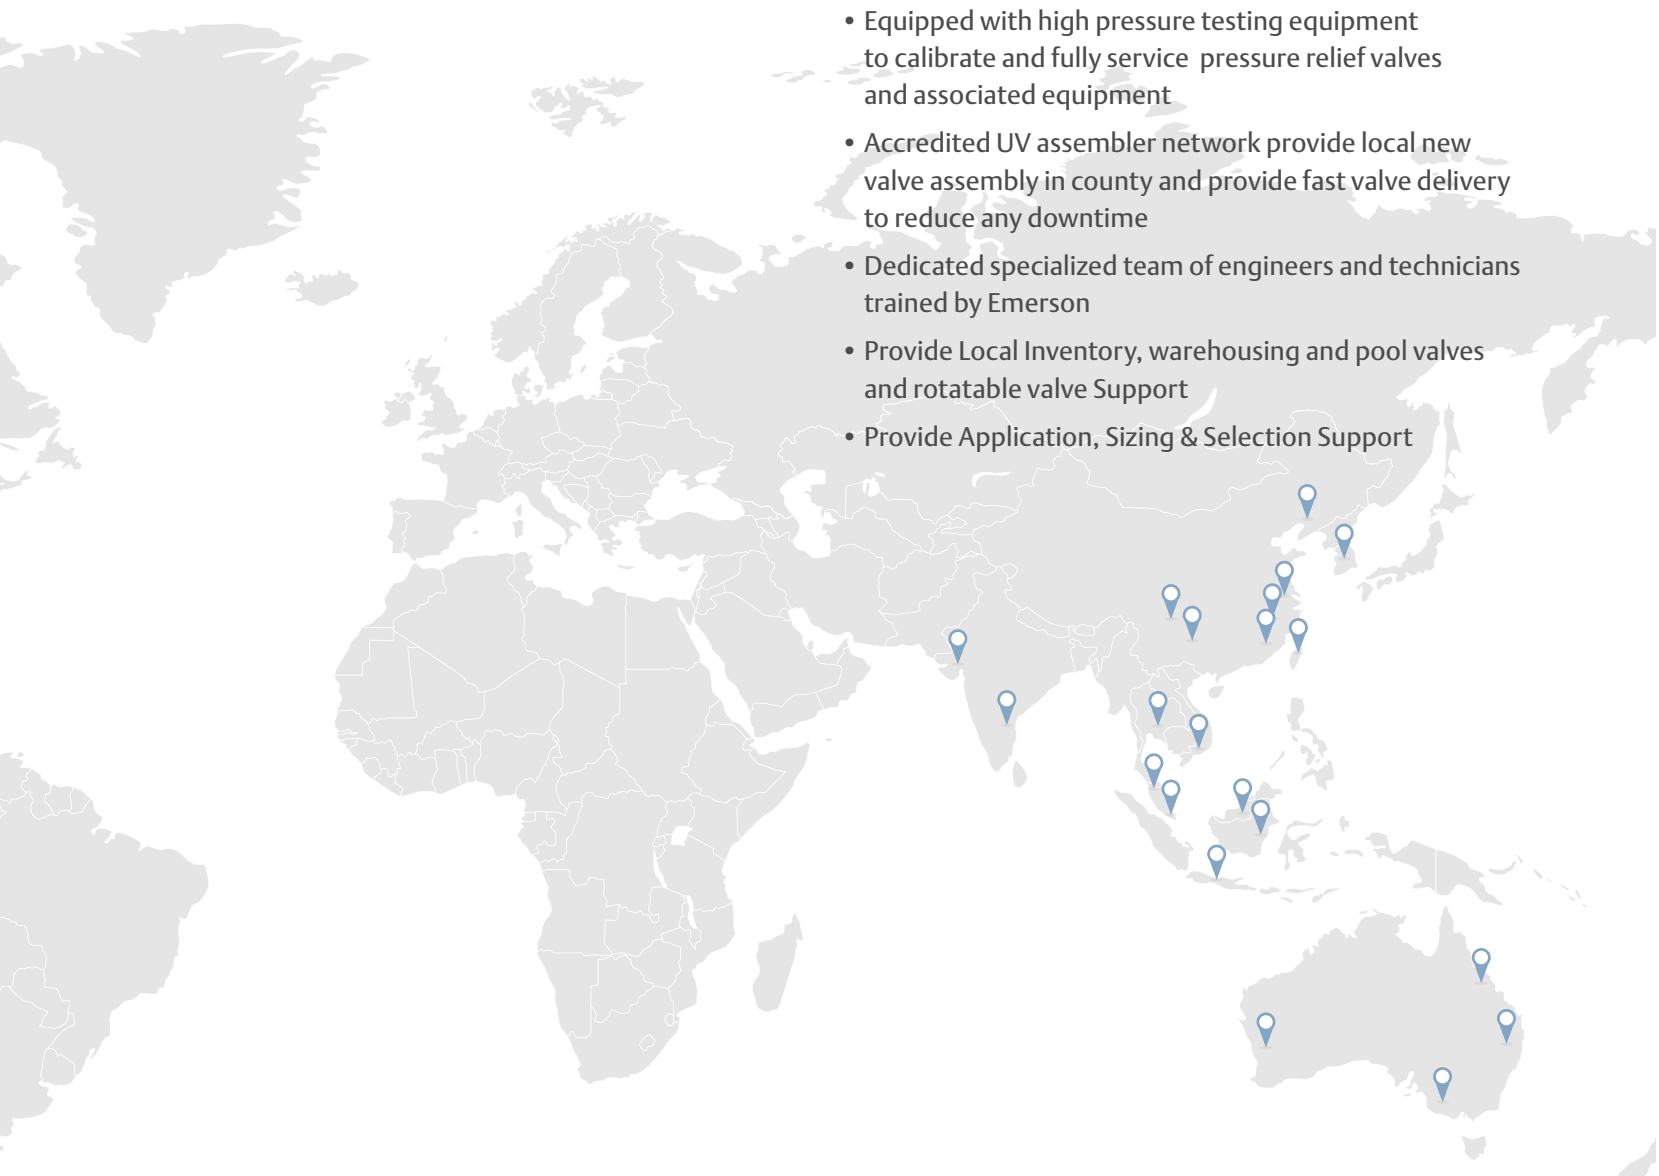 • Equipped with high pressure testing equipment
to calibrate and fully service pressure relief valves
and associated equipment
• Accredited UV assembler network provide local new
valve assembly in county and provide fast valve delivery
to reduce any downtime
• Dedicated specialized team of engineers and technicians
trained by Emerson
• Provide Local Inventory, warehousing and pool valves
and rotatable valve Support
• Provide Application, Sizing & Selection Support